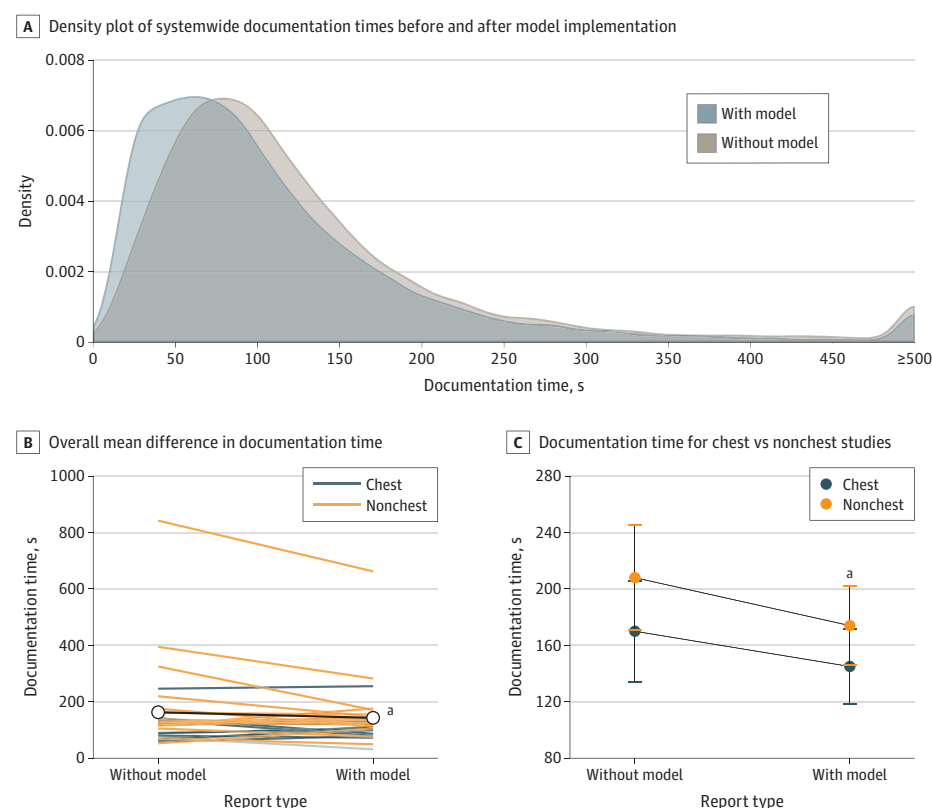 A Density plot of systemwide documentation times before and after model implementation
0.008
0.006
0.004
0.002
0
Density
With model
Without model
0 50 100 150 200 250 300 350 400 450 ≥500
Documentation time, s
B Overall mean difference in documentation time
1000
800
600
400
200
0
Documentation time, s
Chest
Nonchest
a
Without model With model
Report type
C Documentation time for chest vs nonchest studies
280
240
200
160
120
80
Documentation time, s
Chest
Nonchest
a
Without model With model
Report type